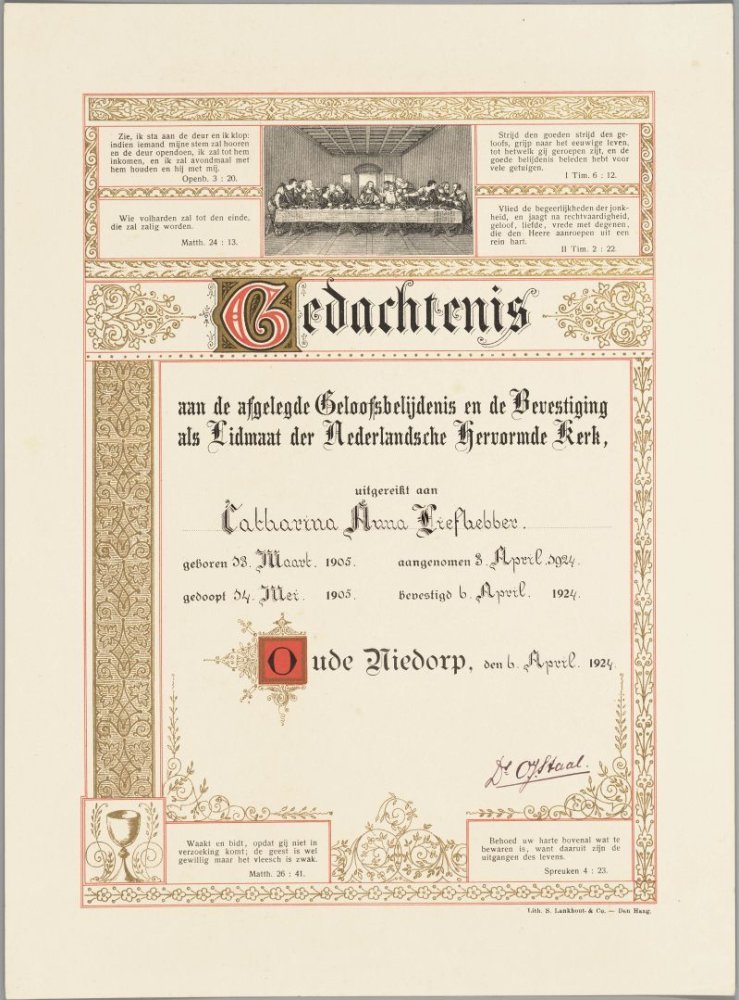 Zie, ik sta aan de deur en ik klop:
indien iemand mijne stem zal hooren
en de deur opendoen, ik zal tot hem
inkomen, en ik zal avondmaal met
hem houden en hij met mij.
Openb. 3 : 20.
Wie volharden zal tot den einde,
die zal zalig worden.
Matth. 24 : 13.
Strijd den goeden strijd des ge-
loofs, grijp naar het eeuwige leven,
tot hetwelk gij geroepen zijt, en de
goede belijdenis beleden hebt voor
vele getuigen.
I Tim. 6 : 12.
Vlied de begeerlijkheden der jonk-
heid, en jaagt na rechtvaardigheid,
geloof, liefde, vrede met degenen,
die den Heere aanroepen uit een
rein hart.
II Tim. 2 : 22.
Gedachtenis
aan de afgelegde Geloofsbelijdenis en de Bevestiging
als Lidmaat der Nederlandsche Hervormde Kerk,
uitgereikt aan
Catharina Anna Liefhebber.
geboren 13. Maart. 1905. aangenomen 3. April. 1924.
gedoopt 14. Mei. 1905. bevestigd 6. April. 1924.
Oude Niedorp, den 6. April. 1924.
Ds OJ Staal.
Waakt en bidt, opdat gij niet in
verzoeking komt; de geest is wel
gewillig maar het vleesch is zwak.
Matth. 26 : 41.
Behoed uw harte bovenal wat te
bewaren is, want daaruit zijn de
uitgangen des levens.
Spreuken 4 : 23.
Lith. S. Lankhout & Co. — Den Haag.